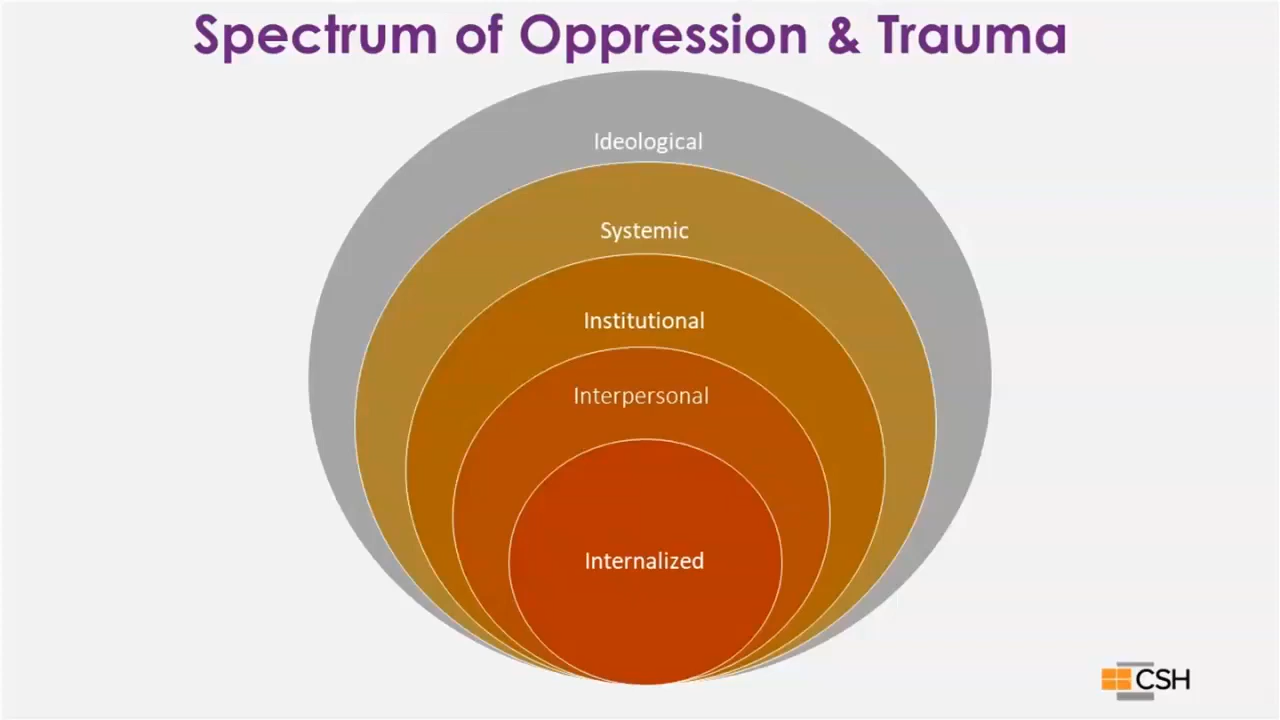 Spectrum of Oppression & Trauma
Ideological
Systemic
Institutional
Interpersonal
Internalized
CSH